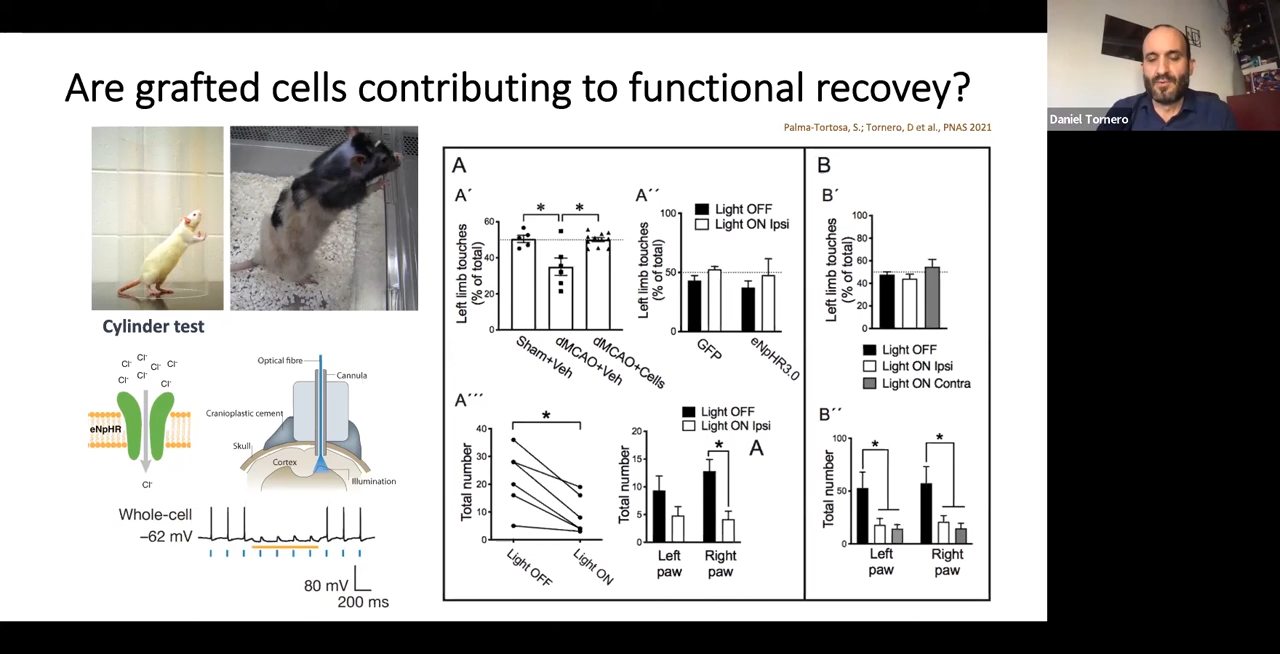 Are grafted cells contributing to functional recovey?
Palma-Tortosa, S.; Tornero, D et al., PNAS 2021
Daniel Tornero
Cylinder test
Cl-
Cl-
Cl-
Cl-
Cl-
Cl-
Cl-
eNpHR
Cl-
Optical fibre
Cannula
Cranioplastic cement
Skull
Cortex
Illumination
Whole-cell
–62 mV
80 mV
200 ms
A
A´
60
40
20
0
Left limb touches
(% of total)
* *
Sham+Veh
dMCAO+Veh
dMCAO+Cells
A´´
Light OFF
Light ON Ipsi
100
50
0
Left limb touches
(% of total)
GFP
eNpHR3.0
A´´´
40
30
20
10
0
Total number
*
Light OFF
Light ON
Light OFF
Light ON Ipsi
20
15
10
5
0
Total number
*
A
Left
paw
Right
paw
B
B´
100
80
60
40
20
0
Left limb touches
(% of total)
Light OFF
Light ON Ipsi
Light ON Contra
B´´
100
50
0
Total number
* *
Left
paw
Right
paw